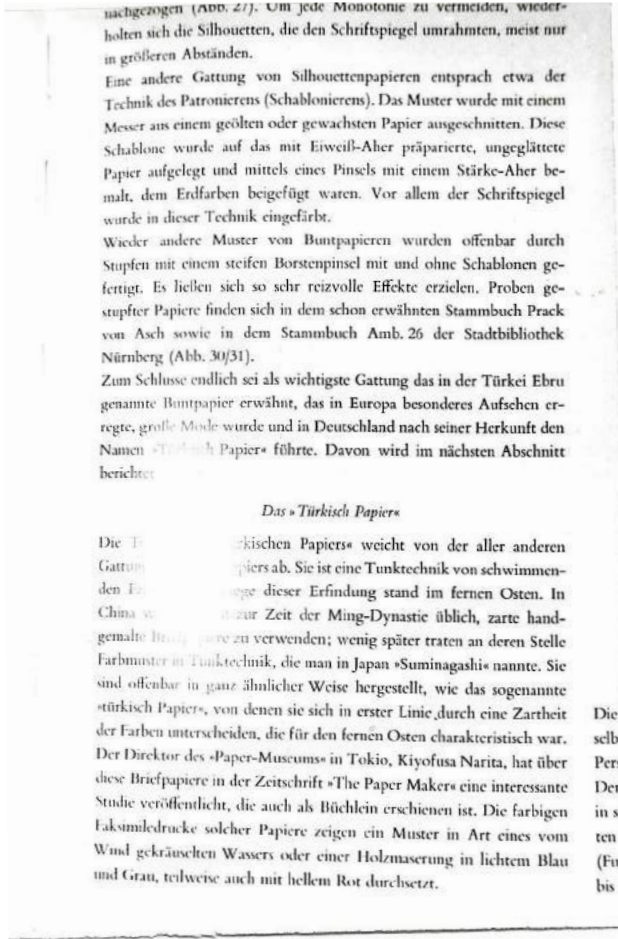 nachgezogen (Abb. 27). Um jede Monotonie zu vermeiden, wieder-
holten sich die Silhouetten, die den Schriftspiegel umrahmten, meist nur
in größeren Abständen.
Eine andere Gattung von Silhouettenpapieren entsprach etwa der
Technik des Patronierens (Schablonierens). Das Muster wurde mit einem
Messer aus einem geölten oder gewachsten Papier ausgeschnitten. Diese
Schablone wurde auf das mit Eiweiß-Aher präparierte, ungeglättete
Papier aufgelegt und mittels eines Pinsels mit einem Stärke-Aher be-
malt, dem Erdfarben beigefügt waren. Vor allem der Schriftspiegel
wurde in dieser Technik eingefärbt.
Wieder andere Muster von Buntpapieren wurden offenbar durch
Stupfen mit einem steifen Borstenpinsel mit und ohne Schablonen ge-
fertigt. Es ließen sich so sehr reizvolle Effekte erzielen. Proben ge-
stupfter Papiere finden sich in dem schon erwähnten Stammbuch Prack
von Asch sowie in dem Stammbuch Amb. 26 der Stadtbibliothek
Nürnberg (Abb. 30/31).
Zum Schlusse endlich sei als wichtigste Gattung das in der Türkei Ebru
genannte Buntpapier erwähnt, das in Europa besonderes Aufsehen er-
regte, große Mode wurde und in Deutschland nach seiner Herkunft den
Namen Papier« führte. Davon wird im nächsten Abschnitt
berichtet
Das »Türkisch Papier«
Die kischen Papiers« weicht von der aller anderen
Gattun piers ab. Sie ist eine Tunktechnik von schwimmen-
den dieser Erfindung stand im fernen Osten. In
China zur Zeit der Ming-Dynastie üblich, zarte hand-
gemalte zu verwenden; wenig später traten an deren Stelle
Farbmuster in Tunktechnik, die man in Japan »Suminagashi« nannte. Sie
sind offenbar in ganz ähnlicher Weise hergestellt, wie das sogenannte
»türkisch Papier«, von denen sie sich in erster Linie durch eine Zartheit
der Farben unterscheiden, die für den fernen Osten charakteristisch war.
Der Direktor des »Paper-Museums« in Tokio, Kiyofusa Narita, hat über
diese Briefpapiere in der Zeitschrift »The Paper Maker« eine interessante
Studie veröffentlicht, die auch als Büchlein erschienen ist. Die farbigen
Faksimiledrucke solcher Papiere zeigen ein Muster in Art eines vom
Wind gekräuselten Wassers oder einer Holzmaserung in lichtem Blau
und Grau, teilweise auch mit hellem Rot durchsetzt.
Die
selb
Pers
Der
in s
ten
(Fu
bis